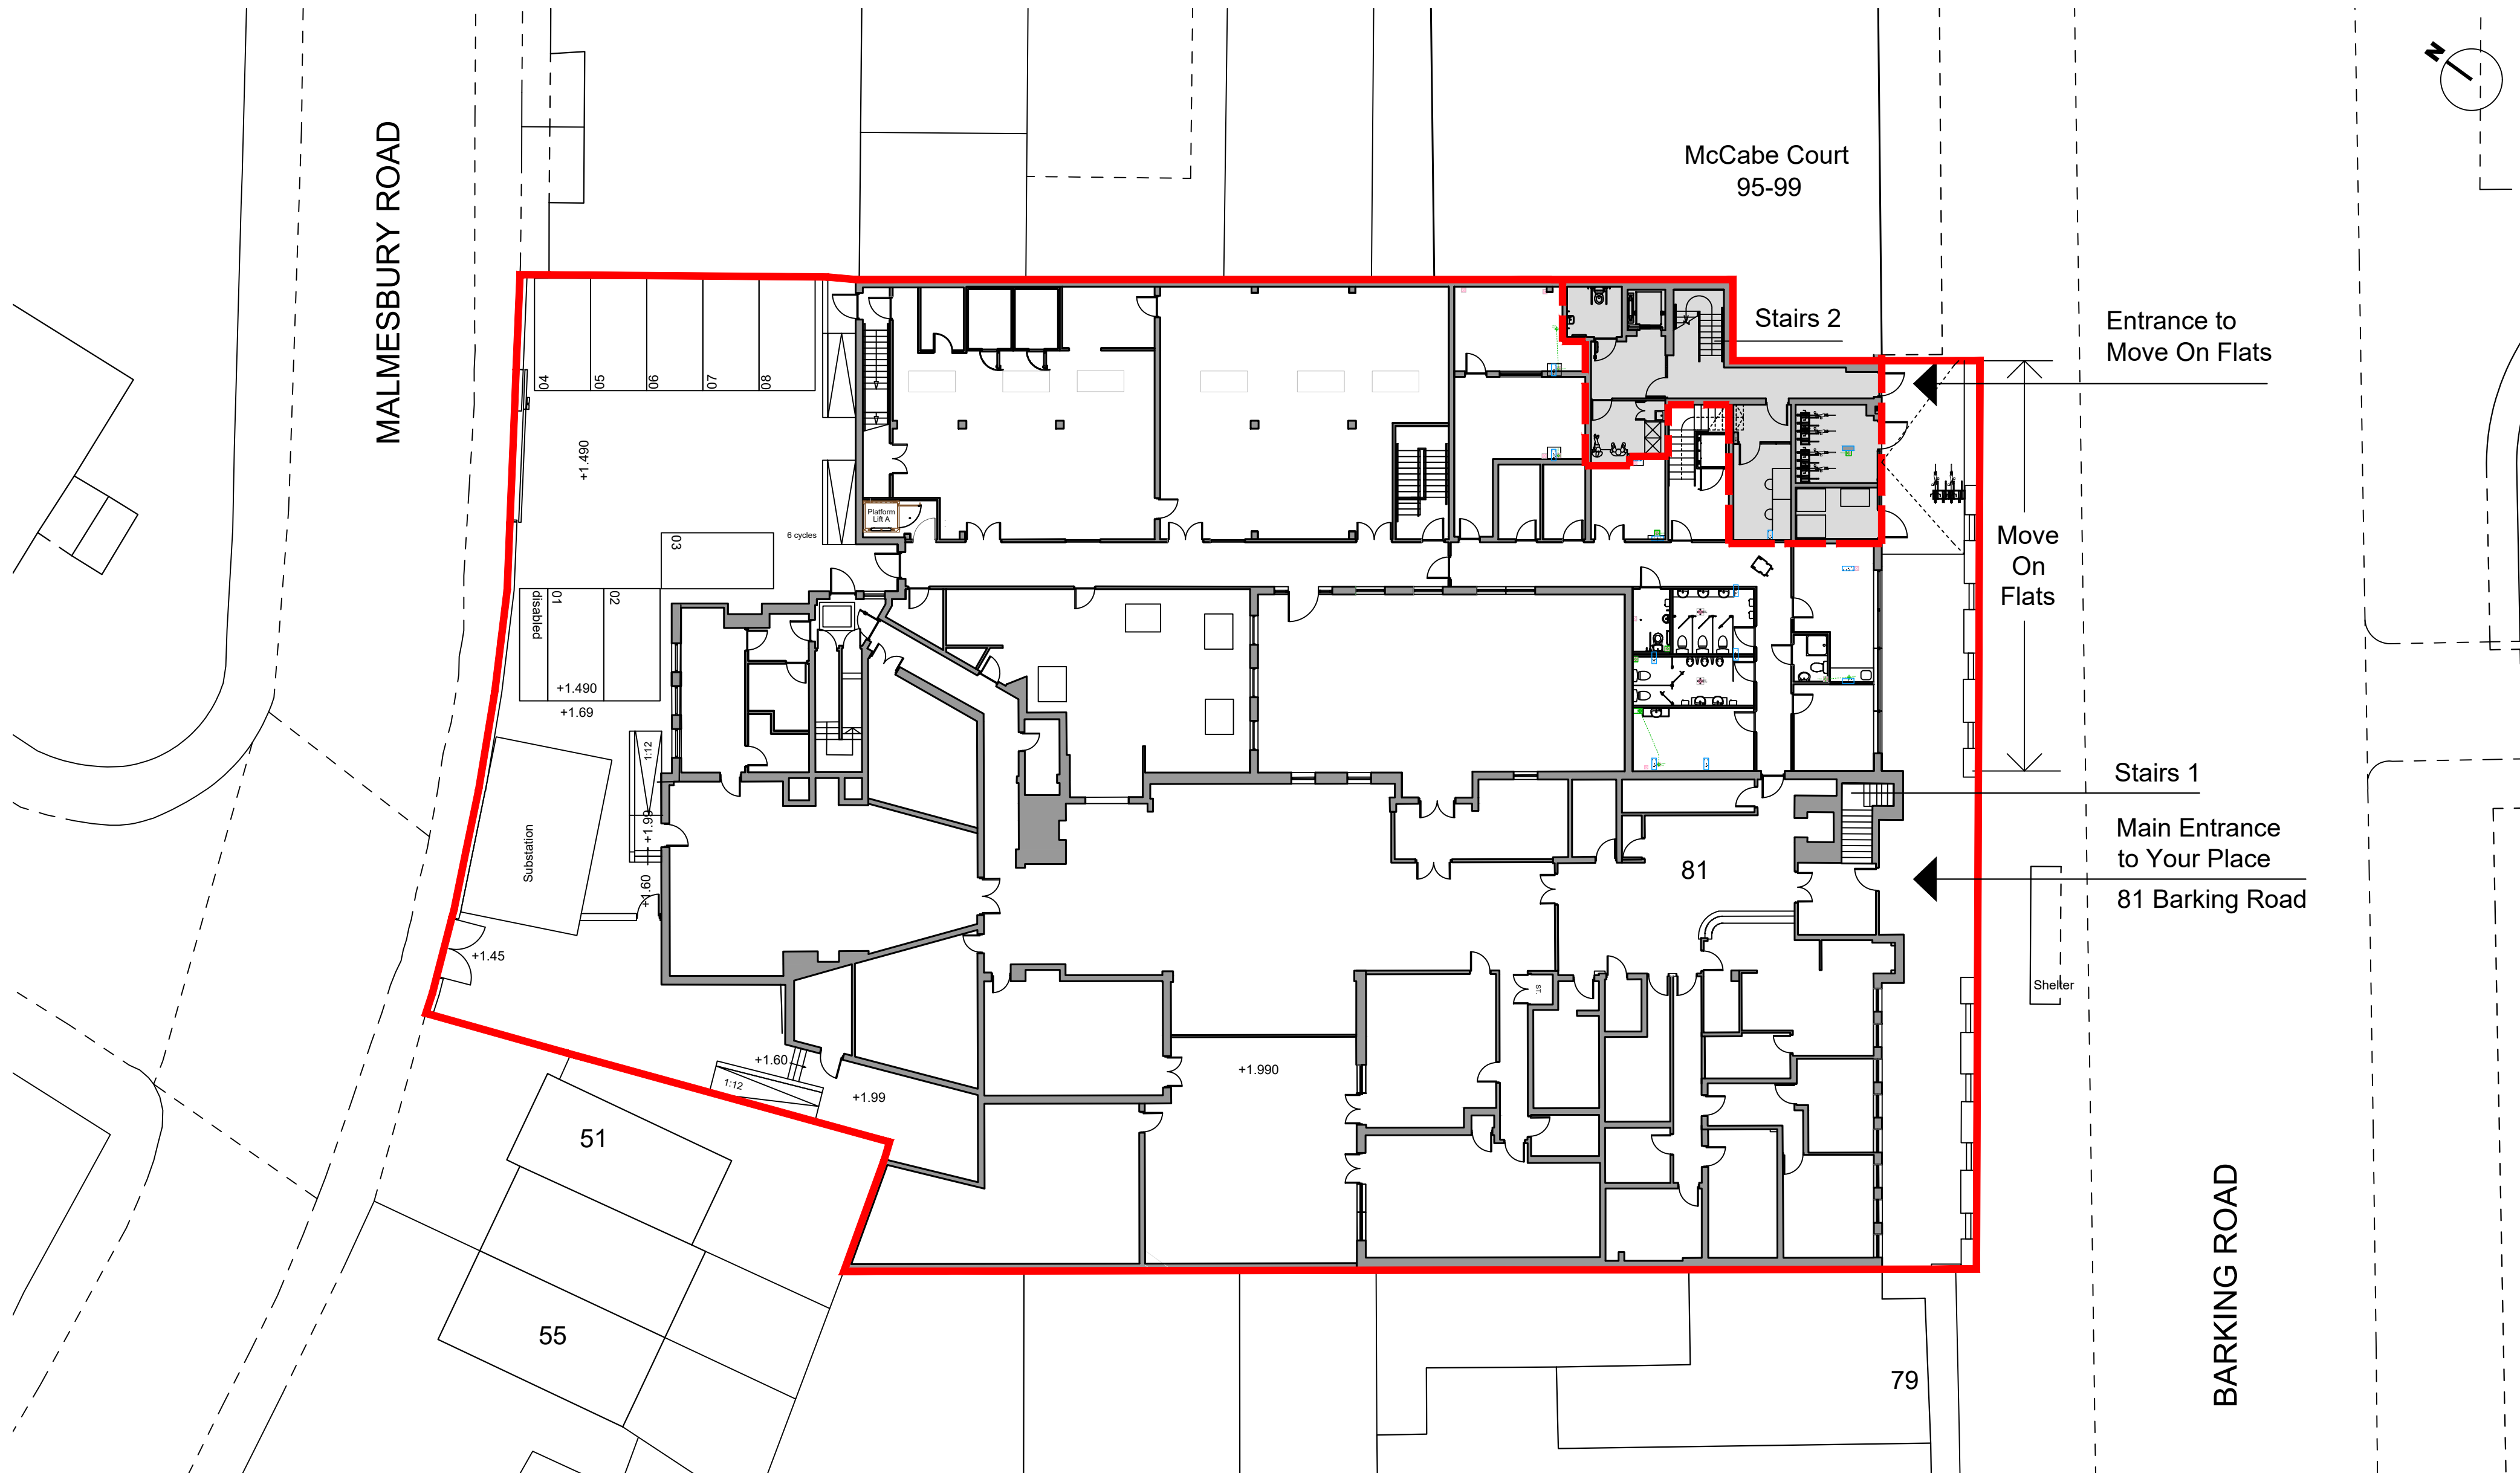 N
MALMESBURY ROAD
McCabe Court
95-99
Stairs 2
Entrance to
Move On Flats
04
05
06
07
08
+1.490
Platform
Lift A
6 cycles
03
Move
On
Flats
disabled
01
02
+1.490
+1.69
1:12
Stairs 1
+1.99
Main Entrance
to Your Place
81 Barking Road
81
Substation
+1.60
+1.45
ST.
Shelter
+1.60
1:12
+1.99
+1.990
51
55
79
BARKING ROAD